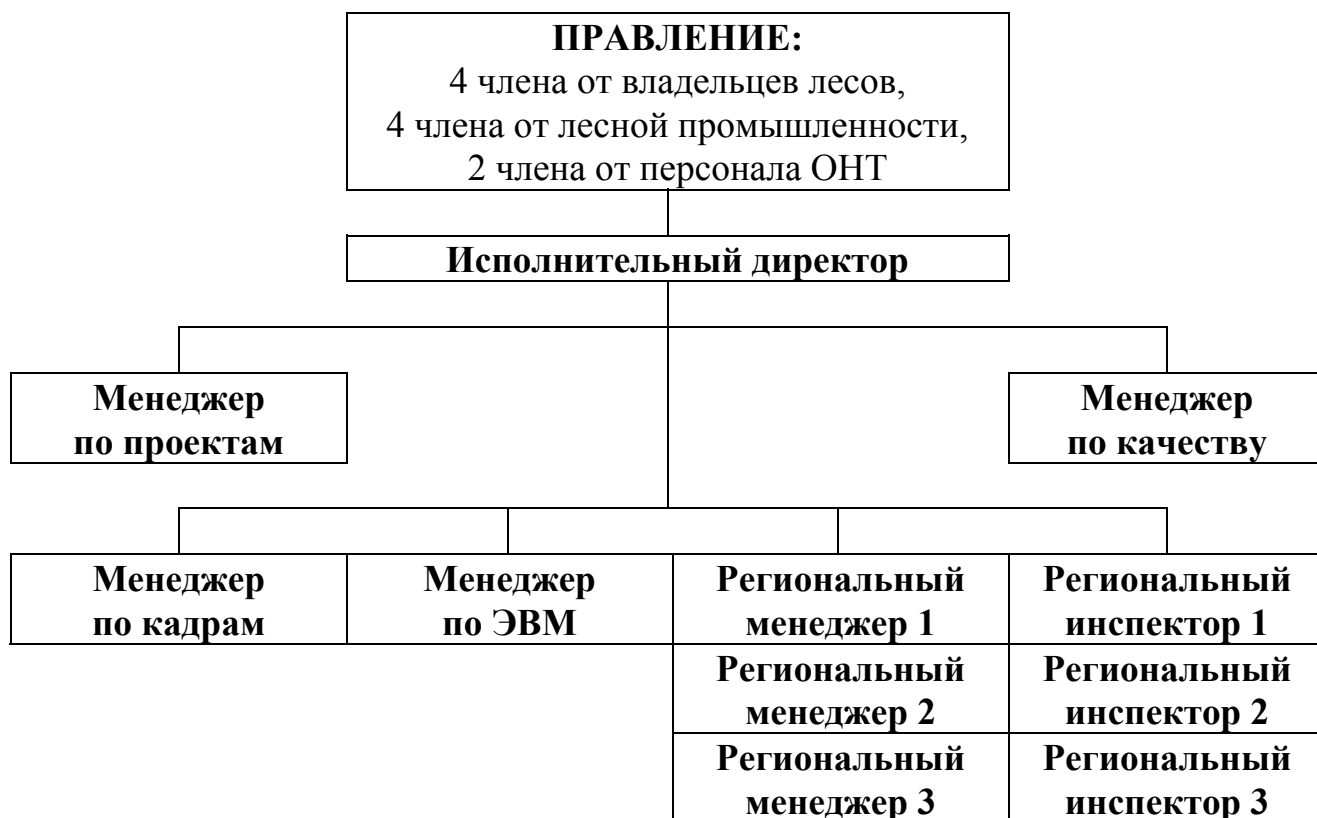 ПРАВЛЕНИЕ:
4 члена от владельцев лесов,
4 члена от лесной промышленности,
2 члена от персонала ОНТ
Исполнительный директор
Менеджер
по проектам
Менеджер
по качеству
Менеджер
по кадрам
Менеджер
по ЭВМ
Региональный
менеджер 1
Региональный
инспектор 1
Региональный
менеджер 2
Региональный
инспектор 2
Региональный
менеджер 3
Региональный
инспектор 3